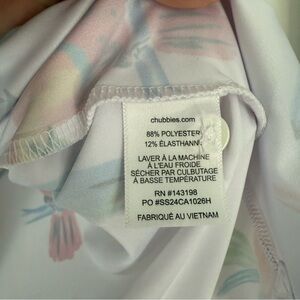 chubbies.com
88% POLYESTER
12% ÉLASTHANN
LAVER À LA MACHINE
À L'EAU FROIDE
SÉCHER PAR CULBUTAGE
À BASSE TEMPÉRATURE
RN #143198
PO #SS24CA1026H
FABRIQUÉ AU VIETNAM